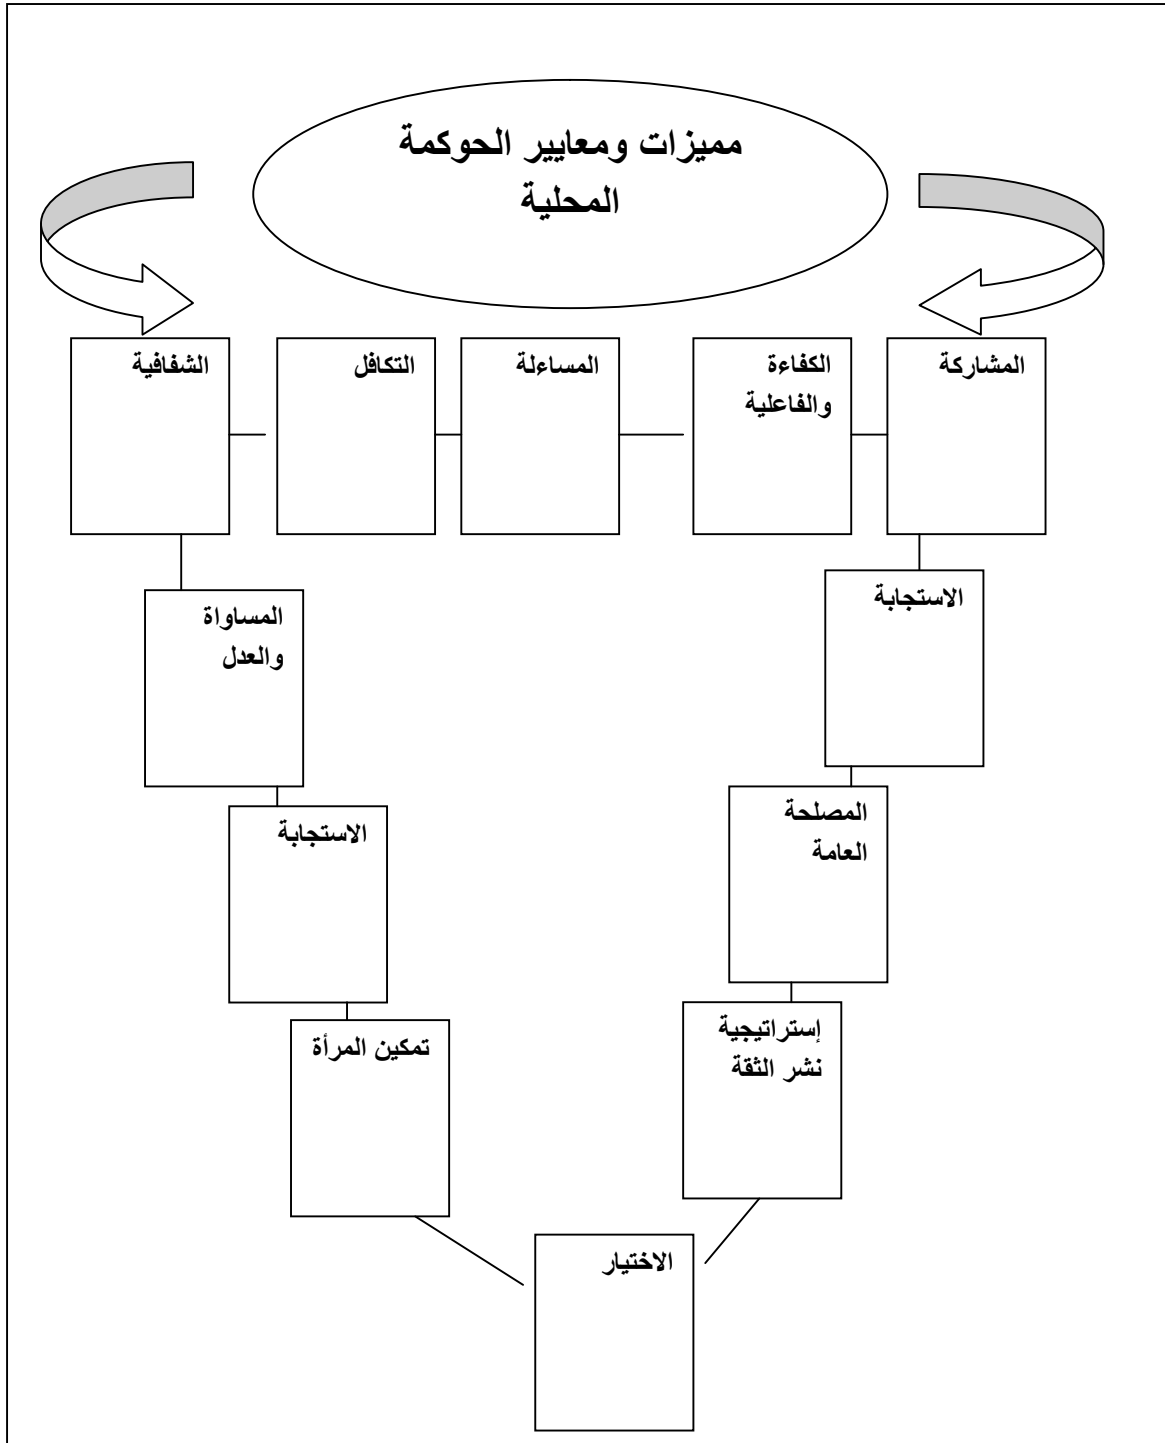 مميزات ومعايير الحوكمة
المحلية
المشاركة
الكفاءة
والفاعلية
المساءلة
التكافل
الشفافية
الاستجابة
المساواة
والعدل
المصلحة
العامة
الاستجابة
إستراتيجية
نشر الثقة
تمكين المرأة
الاختيار